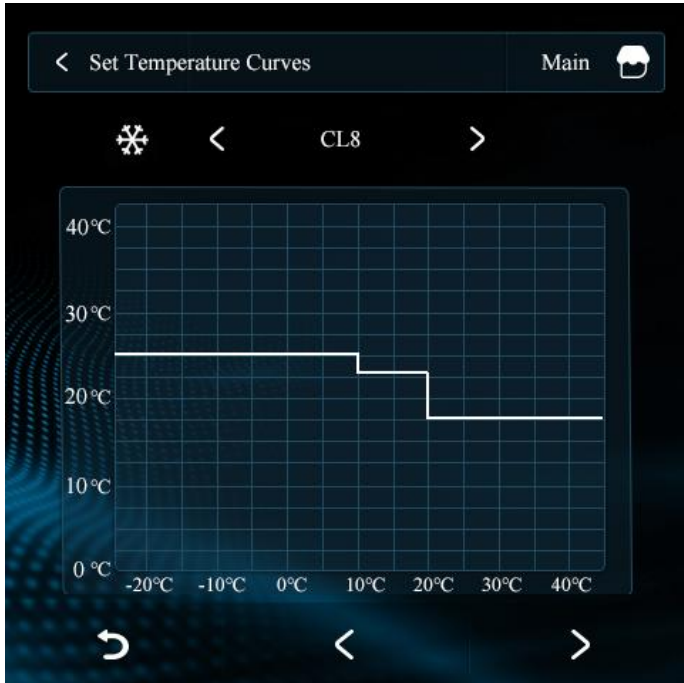 Set Temperature Curves Main
CL8
40℃
30℃
20℃
10℃
0 ℃
-20℃ -10℃ 0℃ 10℃ 20℃ 30℃ 40℃